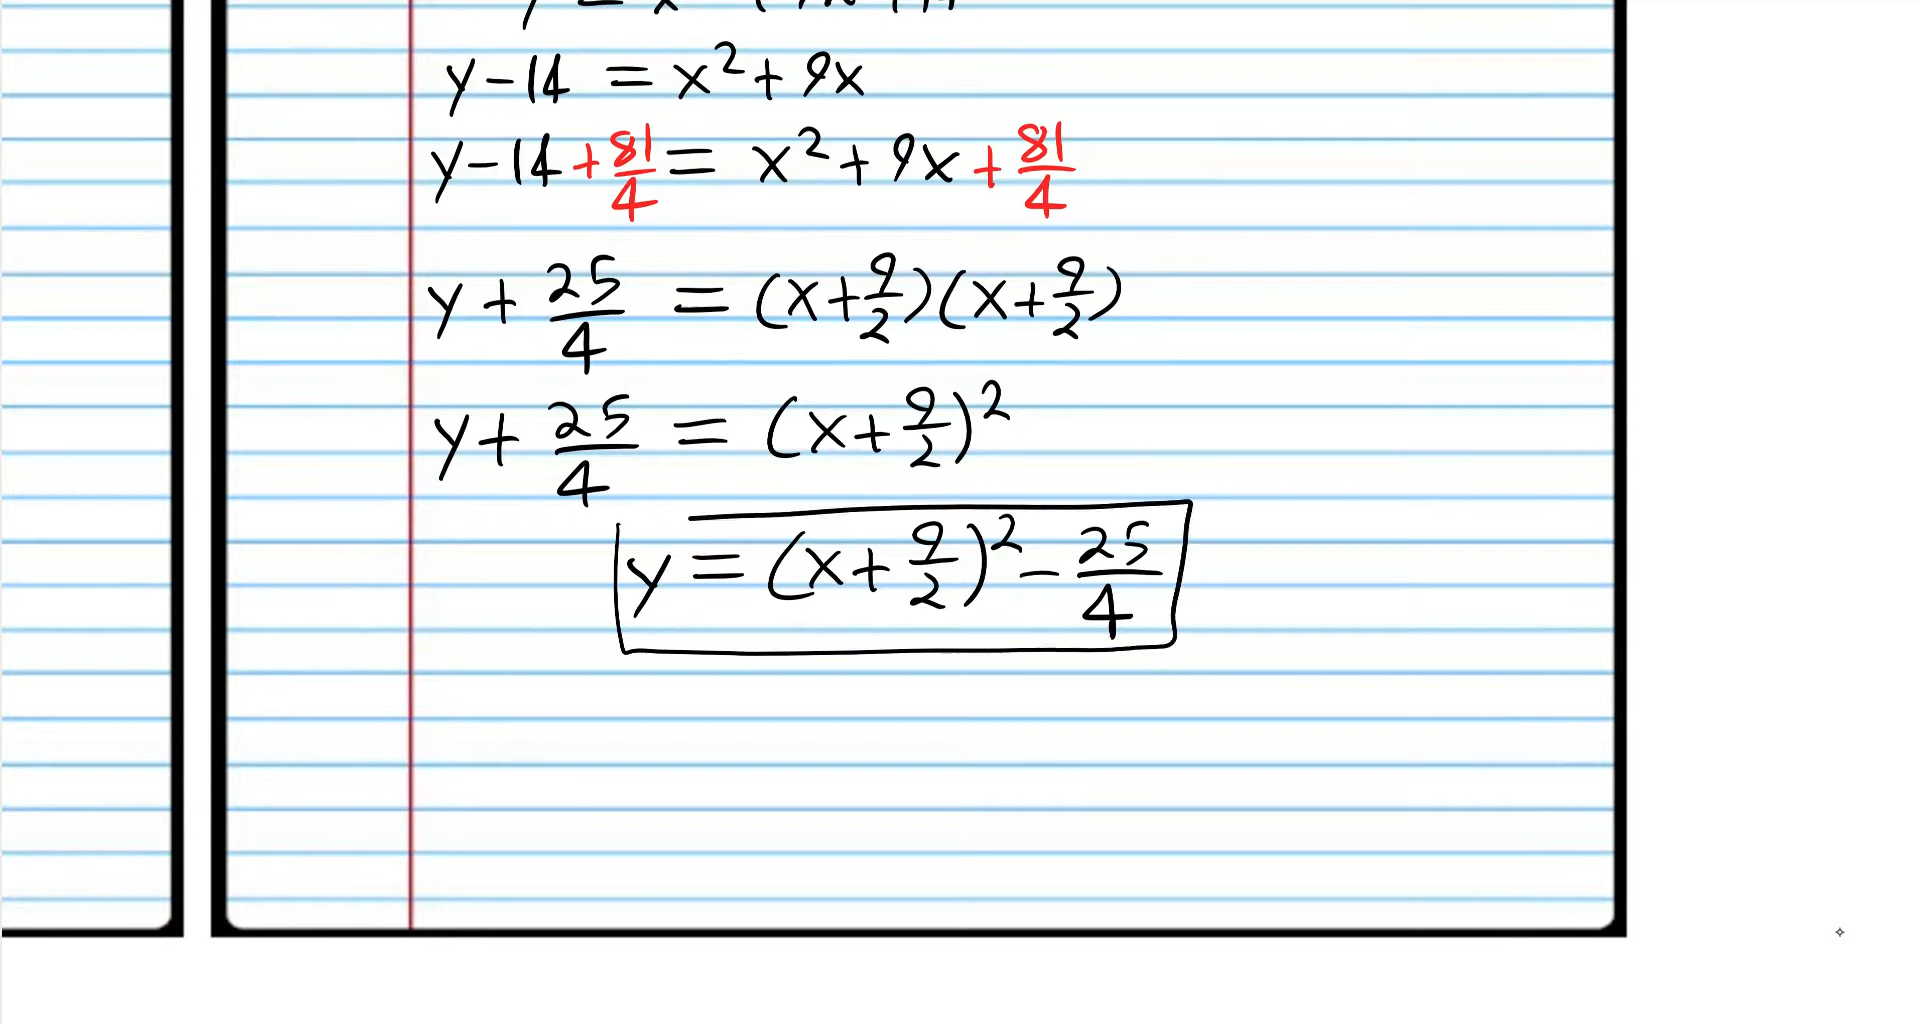 y-14 = x² + 9x
y-14 + 81/4 = x² + 9x + 81/4
y + 25/4 = (x + 9/2)(x + 9/2)
y + 25/4 = (x + 9/2)²
y = (x + 9/2)² - 25/4